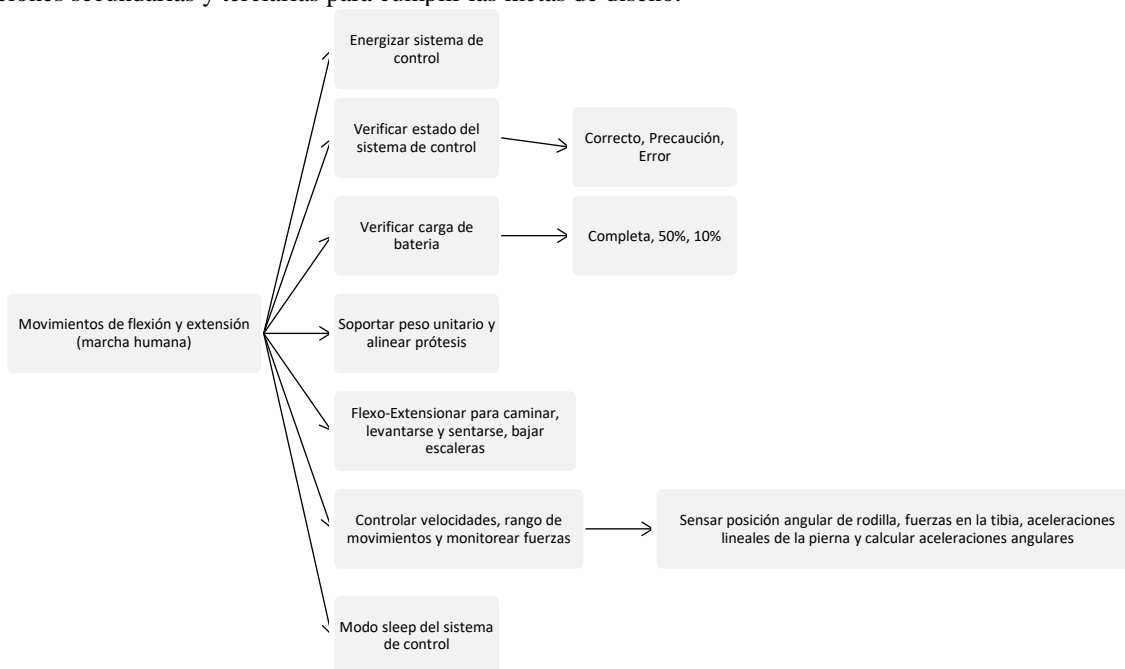 ciones secundarias y terciarias para cumplir las metas de diseño.
Energizar sistema de
control
Verificar estado del
sistema de control
Correcto, Precaución,
Error
Verificar carga de
bateria
Completa, 50%, 10%
Movimientos de flexión y extensión
(marcha humana)
Soportar peso unitario y
alinear prótesis
Flexo-Extensionar para caminar,
levantarse y sentarse, bajar
escaleras
Controlar velocidades, rango de
movimientos y monitorear fuerzas
Sensar posición angular de rodilla, fuerzas en la tibia, aceleraciones
lineales de la pierna y calcular aceleraciones angulares
Modo sleep del sistema
de control